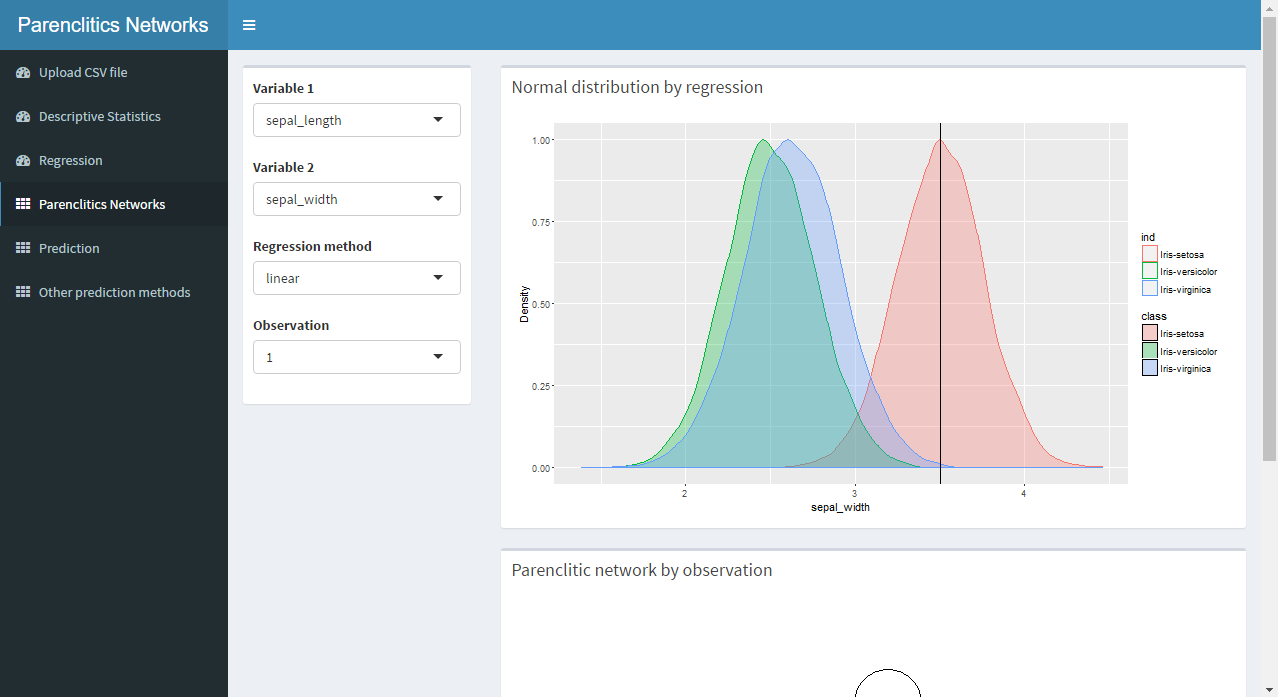 Parenclitics Networks
Upload CSV file
Descriptive Statistics
Regression
Parenclitics Networks
Prediction
Other prediction methods
Variable 1
sepal_length
Variable 2
sepal_width
Regression method
linear
Observation
1
Normal distribution by regression
1.00
0.75
0.50
0.25
0.00
Density
2 3 4
sepal_width
ind
Iris-setosa
Iris-versicolor
Iris-virginica
class
Iris-setosa
Iris-versicolor
Iris-virginica
Parenclitic network by observation